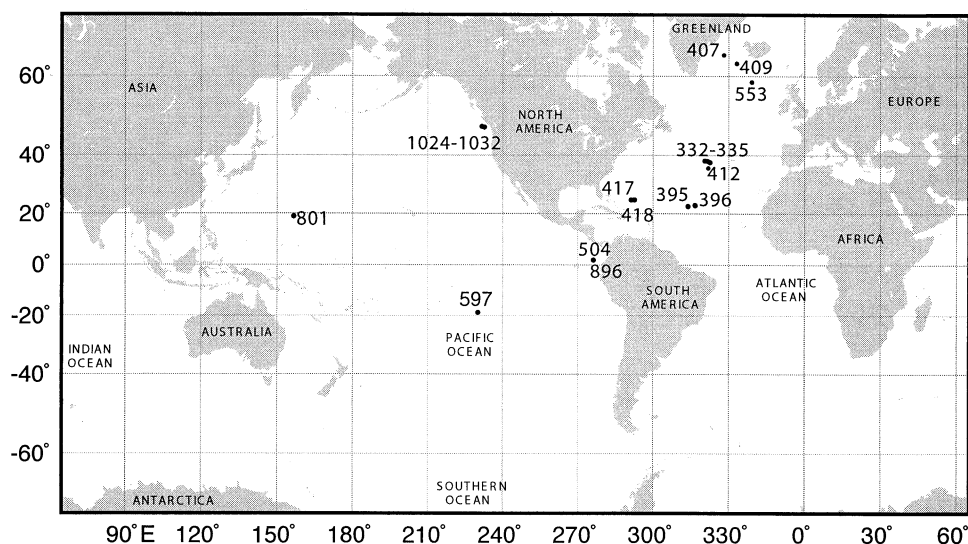 GREENLAND
407
409
60°
553
ASIA
EUROPE
NORTH
AMERICA
1024-1032
332-335
40°
412
417
395
396
20°
801
418
AFRICA
504
0°
896
ATLANTIC
OCEAN
SOUTH
AMERICA
597
-20°
AUSTRALIA
PACIFIC
OCEAN
INDIAN
OCEAN
-40°
-60°
SOUTHERN
OCEAN
ANTARCTICA
90°E 120° 150° 180° 210° 240° 270° 300° 330° 0° 30° 60°